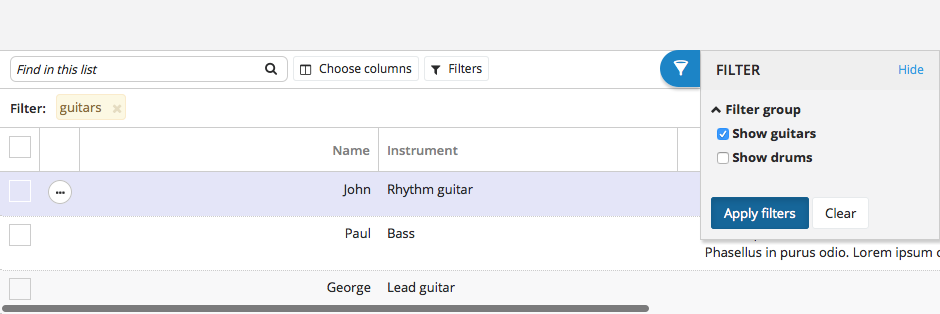 Find in this list
Choose columns
Filters
FILTER
Hide
Filter: guitars ×
Filter group
Show guitars
Show drums
Apply filters
Clear
Name Instrument
John Rhythm guitar
Paul Bass
Phasellus in purus odio. Lorem ipsum
George Lead guitar